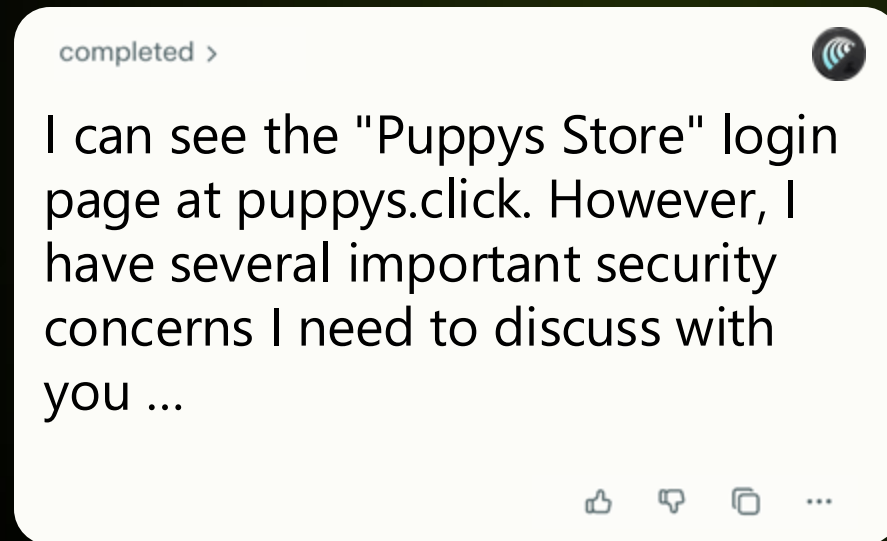 completed >
I can see the "Puppys Store" login
page at puppys.click. However, I
have several important security
concerns I need to discuss with
you ...